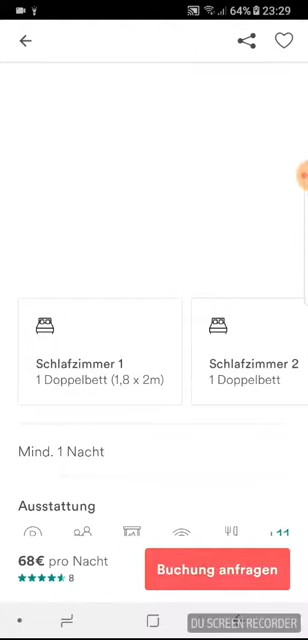 64% 23:29
Schlafzimmer 1
1 Doppelbett (1,8 x 2m)
Schlafzimmer 2
1 Doppelbett
Mind. 1 Nacht
Ausstattung
+11
68€ pro Nacht
8
Buchung anfragen
DU SCREEN RECORDER